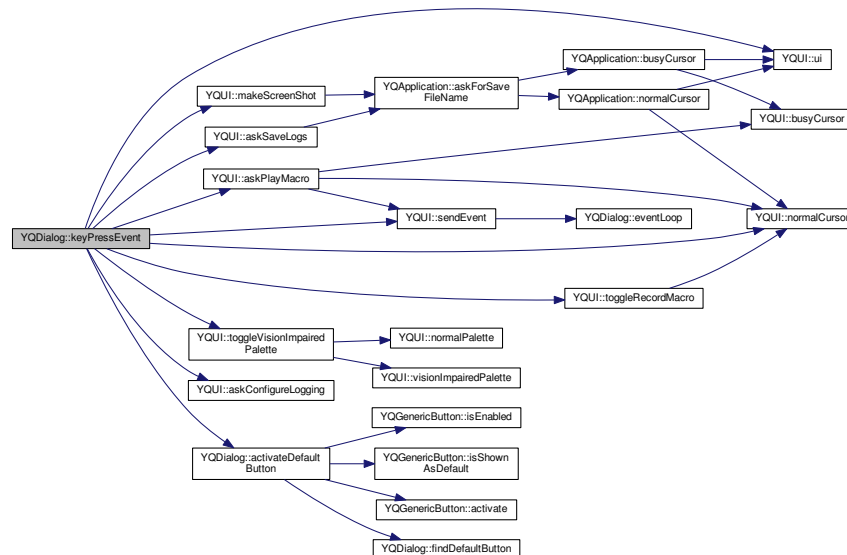 YQDialog::keyPressEvent
YQUI::makeScreenShot
YQUI::askSaveLogs
YQUI::askPlayMacro
YQUI::toggleVisionImpaired
Palette
YQUI::askConfigureLogging
YQDialog::activateDefault
Button
YQApplication::askForSave
FileName
YQUI::sendEvent
YQUI::normalPalette
YQUI::visionImpairedPalette
YQGenericButton::isEnabled
YQGenericButton::isShown
AsDefault
YQGenericButton::activate
YQDialog::findDefaultButton
YQApplication::busyCursor
YQApplication::normalCursor
YQDialog::eventLoop
YQUI::toggleRecordMacro
YQUI::ui
YQUI::busyCursor
YQUI::normalCursor